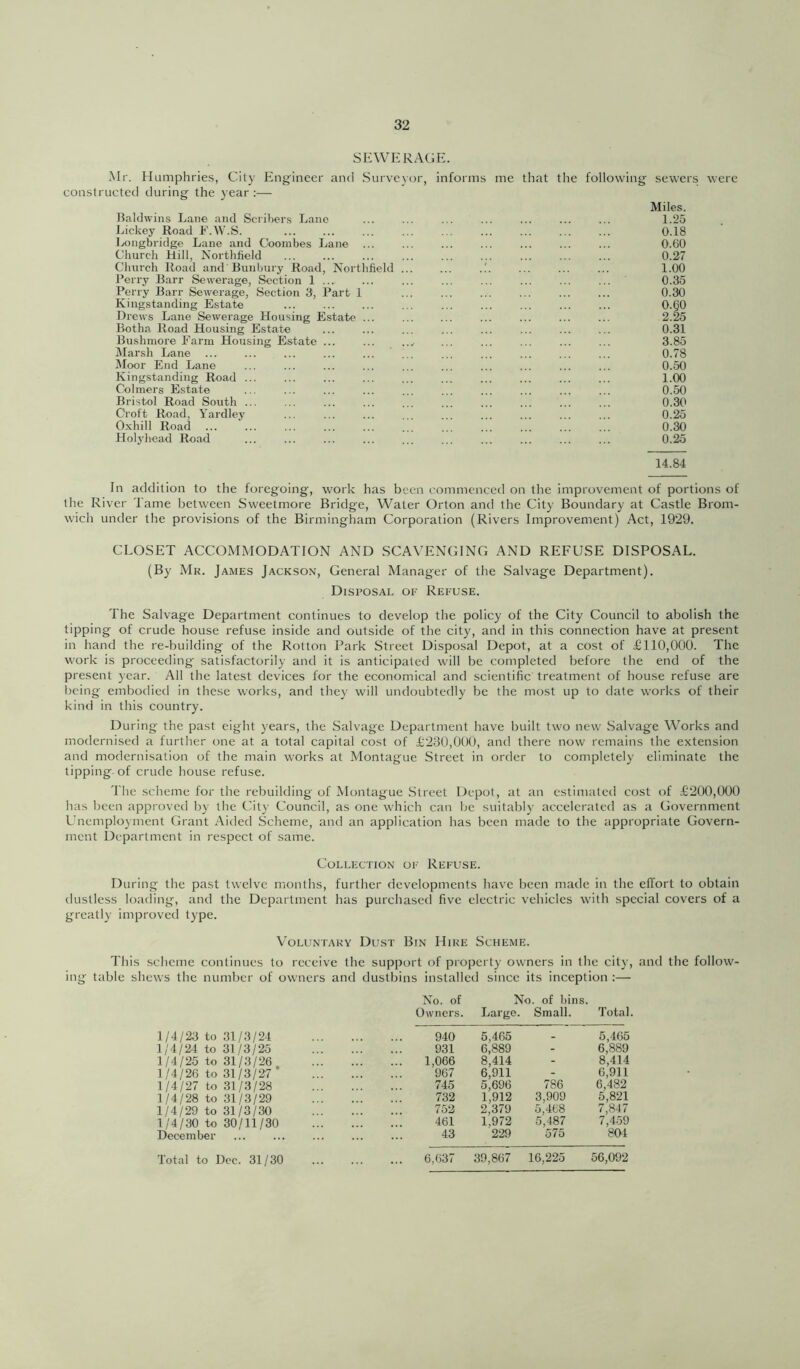 32
SEWERAGE.
Mr. Humphries, City Engineer and Surveyor, informs me that the following sewers were
constructed during the year :—
Miles.
Baldwins Lane and Scribers Lane ... ... ... ... ... ... ... 1.25
Lickey Road F.W.S. ... ... ... ... ... ... ... ... ... 0.18
Longbridge Lane and Coombes Lane ... ... ... ... ... ... ... 0.60
Church Hill, Northfield ... ... ... ... ... ... ... ... ... 0.27
Church Road and Bunbury Road, Northfield ... ... ... ... ... ... 1.00
Perry Barr Sewerage, Section 1 ... ... ... ... ... ... ... ... 0.35
Perry Barr Sewerage, Section 3, Part 1 ... ... ... ... ... ... 0.30
Kingstanding Estate ... ... ... ... ... ... ... ... ... 0.60
Drews Lane Sewerage Housing Estate ... ... ... ... ... ... ... 2.25
Botha Road Housing Estate ... ... ... ... ... ... ... ... 0.31
Bushmore Farm Housing Estate ... ... ... ... ... ... ... ... 3.85
Marsh Lane ... ... ... ... ... ... ... ... ... ... ... 0.78
Moor End Lane ... ... ... ... ... ... ... ... ... ... 0.50
Kingstanding Road ... ... ... ... ... ... ... ... ... ... 1.00
Colmers Estate ... ... ... ... ... ... ... ... ... ... 0.50
Bristol Road South ... ... ... ... ... ... ... ... ... ... 0.30
Croft Road, Yardley ... ... ... ... ... ... ... ... ... 0.25
Oxhill Road ... ... ... ... ... ... ... ... ... ... ... 0.30
Holyhead Road ... ... ... ... ... ... ... ... ... ... 0.25
14.84
In addition to the foregoing, work has been commenced on the improvement of portions of
the River Tame between Sweetmore Bridge, Water Orton and the City Boundary at Castle Brom-
wich under the provisions of the Birmingham Corporation (Rivers Improvement) Act, 1929.
CLOSET ACCOMMODATION AND SCAVENGING AND REFUSE DISPOSAL.
(By Mr. James Jackson, General Manager of the Salvage Department).
Disposal of Refuse.
The Salvage Department continues to develop the policy of the City Council to abolish the
tipping of crude house refuse inside and outside of the city, and in this connection have at present
in hand the re-building of the Rotton Park Street Disposal Depot, at a cost of £110,000. The
work is proceeding satisfactorily and it is anticipated will be completed before the end of the
present year. All the latest devices for the economical and scientific treatment of house refuse are
being embodied in these works, and they will undoubtedly be the most up to date works of their
kind in this country.
During the past eight years, the Salvage Department have built two new Salvage Works and
modernised a further one at a total capital cost of £230,000, and there now remains the extension
and modernisation of the main works at Montague Street in order to completely eliminate the
tipping of crude house refuse.
The scheme for the rebuilding of Montague Street Depot, at an estimated cost of £200,000
has been approved by the City Council, as one which can be suitably accelerated as a Government
Unemployment Grant Aided Scheme, and an application has been made to the appropriate Govern-
ment Department in respect of same.
Collection of Refuse.
During the past twelve months, further developments have been made in the effort to obtain
dustless loading, and the Department has purchased five electric vehicles with special covers of a
greatly improved type.
Voluntary Dust Bin Hire Scheme.
This scheme continues to receive the support of property owners in the city, and the follow-
ing table shews the number of owners and dustbins installed since its inception :—
No. of No. of bins.
Owners. Large. Small. Total.
1/4/23 to 31/3/24 ... ... ... 940 5,465 - 5,465
1/4/24 to 31/3/25 ... ... ... 931 6,889 - 6,889
1/4/25 to 31/3/26 ... ... ... 1,066 8,414 - 8,414
1/4/26 to 31/3/27 ... ... ... 967 6,911 - 6,911
1/4/27 to 31/3/28 ... ... ... 745 5,696 786 6,482
1/4/28 to 31/3/29 ... ... ... 732 1,912 3,909 5,821
1/4/29 to 31/3/30 ... ... ... 752 2,379 5,468 7,847
1/4/30 to 30/11/30 ... ... ... 461 1,972 5,487 7,459
December ... ... ... ... ... 43 229 575 804
Total to Dec. 31/30 ... ... ... 6,637 39,867 16,225 56,092